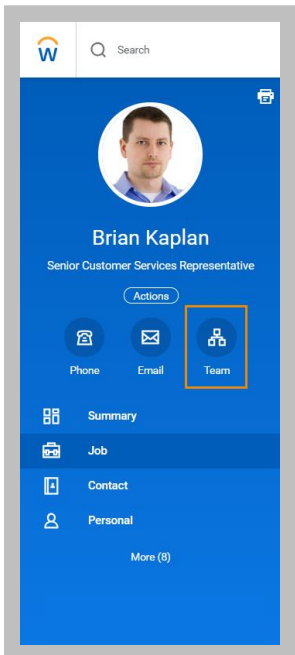 W
Search
Brian Kaplan
Senior Customer Services Representative
Actions
Phone Email Team
Summary
Job
Contact
Personal
More (8)